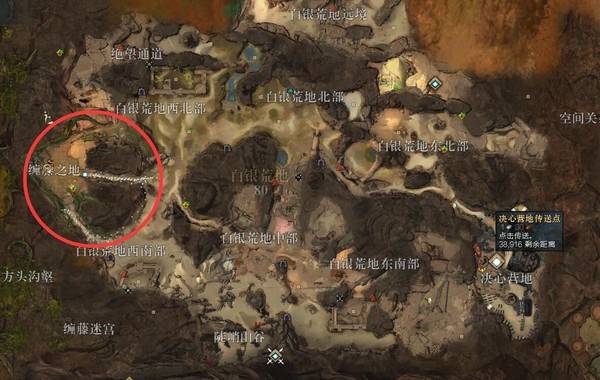 白银荒地远境
绝望通道
白银荒地西北部
白银荒地北部
空间关
白银荒地东北部
缠藤之地
白银荒地
80
决心营地传送点
点击传送。
38,916 剩余距离
白银荒地中部
白银荒地西南部
白银荒地东南部
决心营地
方头沟壑
缠藤迷宫
陡哨山谷